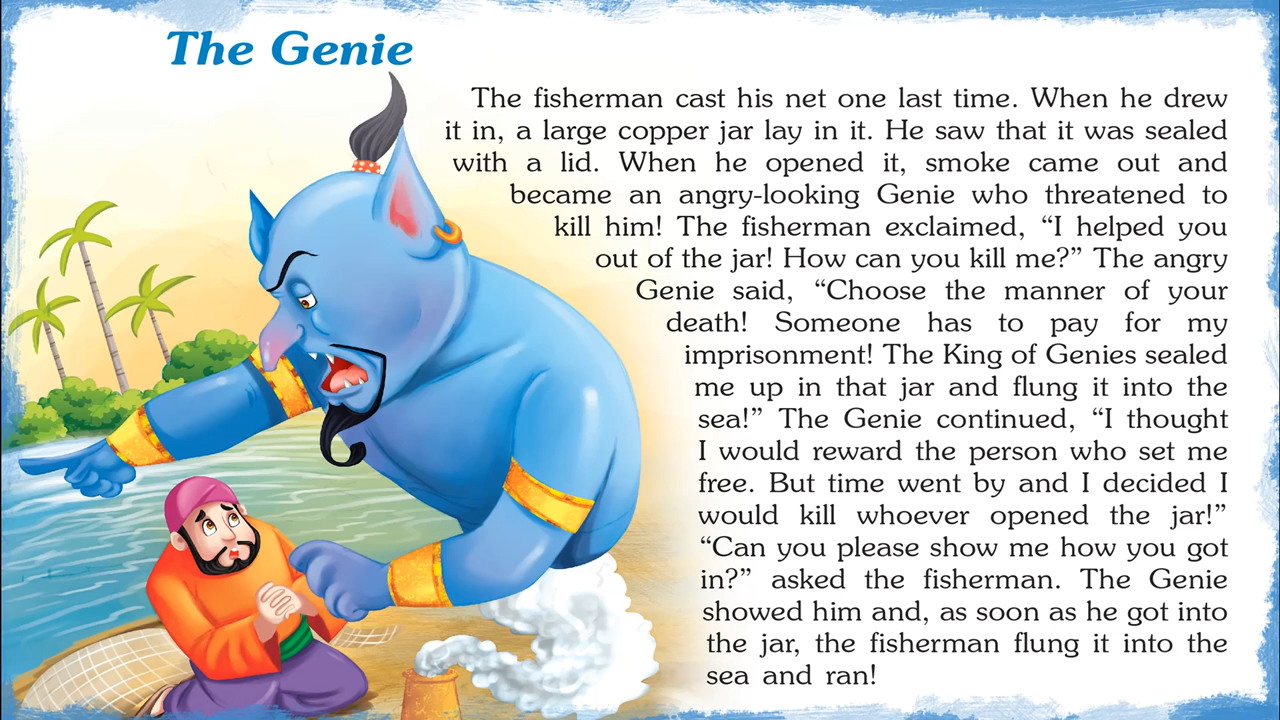 The Genie
The fisherman cast his net one last time. When he drew
it in, a large copper jar lay in it. He saw that it was sealed
with a lid. When he opened it, smoke came out and
became an angry-looking Genie who threatened to
kill him! The fisherman exclaimed, “I helped you
out of the jar! How can you kill me?” The angry
Genie said, “Choose the manner of your
death! Someone has to pay for my
imprisonment! The King of Genies sealed
me up in that jar and flung it into the
sea!” The Genie continued, “I thought
I would reward the person who set me
free. But time went by and I decided I
would kill whoever opened the jar!”
“Can you please show me how you got
in?” asked the fisherman. The Genie
showed him and, as soon as he got into
the jar, the fisherman flung it into the
sea and ran!